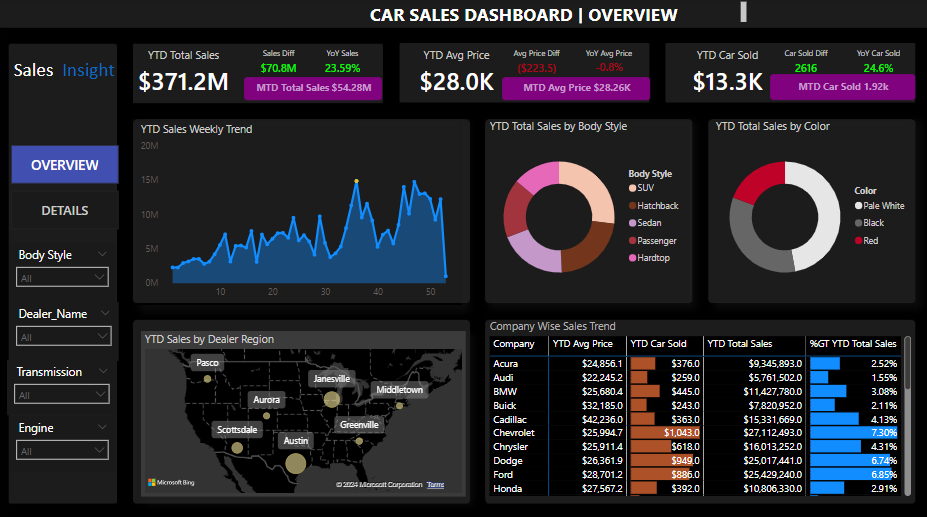 CAR SALES DASHBOARD | OVERVIEW
Sales Insight
OVERVIEW
DETAILS
Body Style
All
Dealer_Name
All
Transmission
All
Engine
All
YTD Total Sales
$371.2M
Sales Diff
$70.8M
YoY Sales
23.59%
MTD Total Sales $54.28M
YTD Avg Price
$28.0K
Avg Price Diff
($223.5)
YoY Avg Price
-0.8%
MTD Avg Price $28.26K
YTD Car Sold
$13.3K
Car Sold Diff
2616
YoY Car Sold
24.6%
MTD Car Sold 1.92k
YTD Sales Weekly Trend
20M
15M
10M
5M
0M
10 20 30 40 50
YTD Total Sales by Body Style
Body Style
SUV
Hatchback
Sedan
Passenger
Hardtop
YTD Total Sales by Color
Color
Pale White
Black
Red
YTD Sales by Dealer Region
Pasco
Janesville
Middletown
Aurora
Scottsdale
Greenville
Austin
Microsoft Bing
© 2024 Microsoft Corporation Terms
Company Wise Sales Trend
Company YTD Avg Price YTD Car Sold YTD Total Sales %GT YTD Total Sales
Acura $24,856.1 $376.0 $9,345,893.0 2.52%
Audi $22,245.2 $259.0 $5,761,502.0 1.55%
BMW $25,680.4 $445.0 $11,427,780.0 3.08%
Buick $32,185.0 $243.0 $7,820,952.0 2.11%
Cadillac $42,236.0 $363.0 $15,331,669.0 4.13%
Chevrolet $25,994.7 $1,043.0 $27,112,493.0 7.30%
Chrysler $25,911.4 $618.0 $16,013,252.0 4.31%
Dodge $26,361.9 $949.0 $25,017,441.0 6.74%
Ford $28,701.2 $886.0 $25,429,240.0 6.85%
Honda $27,567.2 $392.0 $10,806,330.0 2.91%